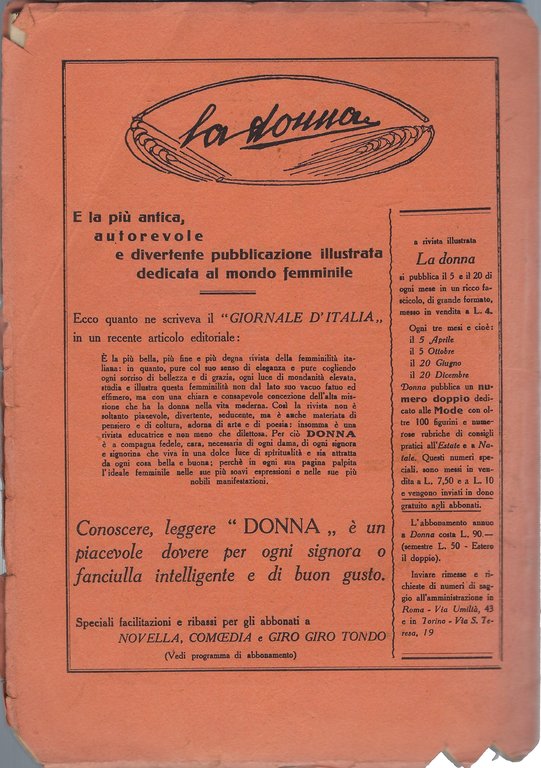 la donna
E la più antica,
autorevole
e divertente pubblicazione illustrata
dedicata al mondo femminile
Ecco quanto ne scriveva il "GIORNALE D'ITALIA„
in un recente articolo editoriale:
È la più bella, più fine e più degna rivista della femminilità ita-
liana: in quanto, pure col suo senso di eleganza e pure cogliendo
ogni sorriso di bellezza e di grazia, ogni luce di mondanità elevata,
studia e illustra questa femminilità non dal lato suo vacuo fatuo ed
effimero, ma con una chiara e consapevole concezione dell'alta mis-
sione che ha la donna nella vita moderna. Così la rivista non è
soltanto piacevole, divertente, seducente, ma è anche materiata di
pensiero e di cultura, adorna di arte e di poesia: insomma è una
rivista educatrice e non meno che dilettosa. Per ciò DONNA
è a compagna fedele, cara, necessaria di ogni dama, di ogni signora
e signorina che viva in una dolce luce di spiritualità e sia attratta
da ogni cosa bella e buona; perchè in ogni sua pagina palpita
l'ideale femminile nelle sue più soavi espressioni e nelle sue più
nobili manifestazioni.
Conoscere, leggere "DONNA„ è un
piacevole dovere per ogni signora o
fanciulla intelligente e di buon gusto.
Speciali facilitazioni e ribassi per gli abbonati a
NOVELLA, COMŒDIA e GIRO GIRO TONDO
(Vedi programma di abbonamento)
a rivista illustrata
La donna
si pubblica il 5 e il 20 di
ogni mese in un ricco fa-
scicolo, di grande formato,
messo in vendita a L. 4.
Ogni tre mesi e cioè:
il 5 Aprile
il 5 Ottobre
il 20 Giugno
il 20 Dicembre
Donna pubblica un nu-
mero doppio dedi-
cato alle Mode con ol-
tre 100 figurini e nume-
rose rubriche di consigli
pratici all'Estate e a Na-
tale. Questi numeri spe-
ciali, sono messi in ven-
dita a L. 7,50 e a L. 10
e vengono inviati in dono
gratuito agli abbonati.
L'abbonamento annuo
a Donna costa L. 90.—
(semestre L. 50 - Estero
il doppio).
Inviare rimesse e ri-
chieste di numeri di sag-
gio all'amministrazione in
Roma - Via Umiltà, 43
e in Torino - Via S. Te-
resa, 19